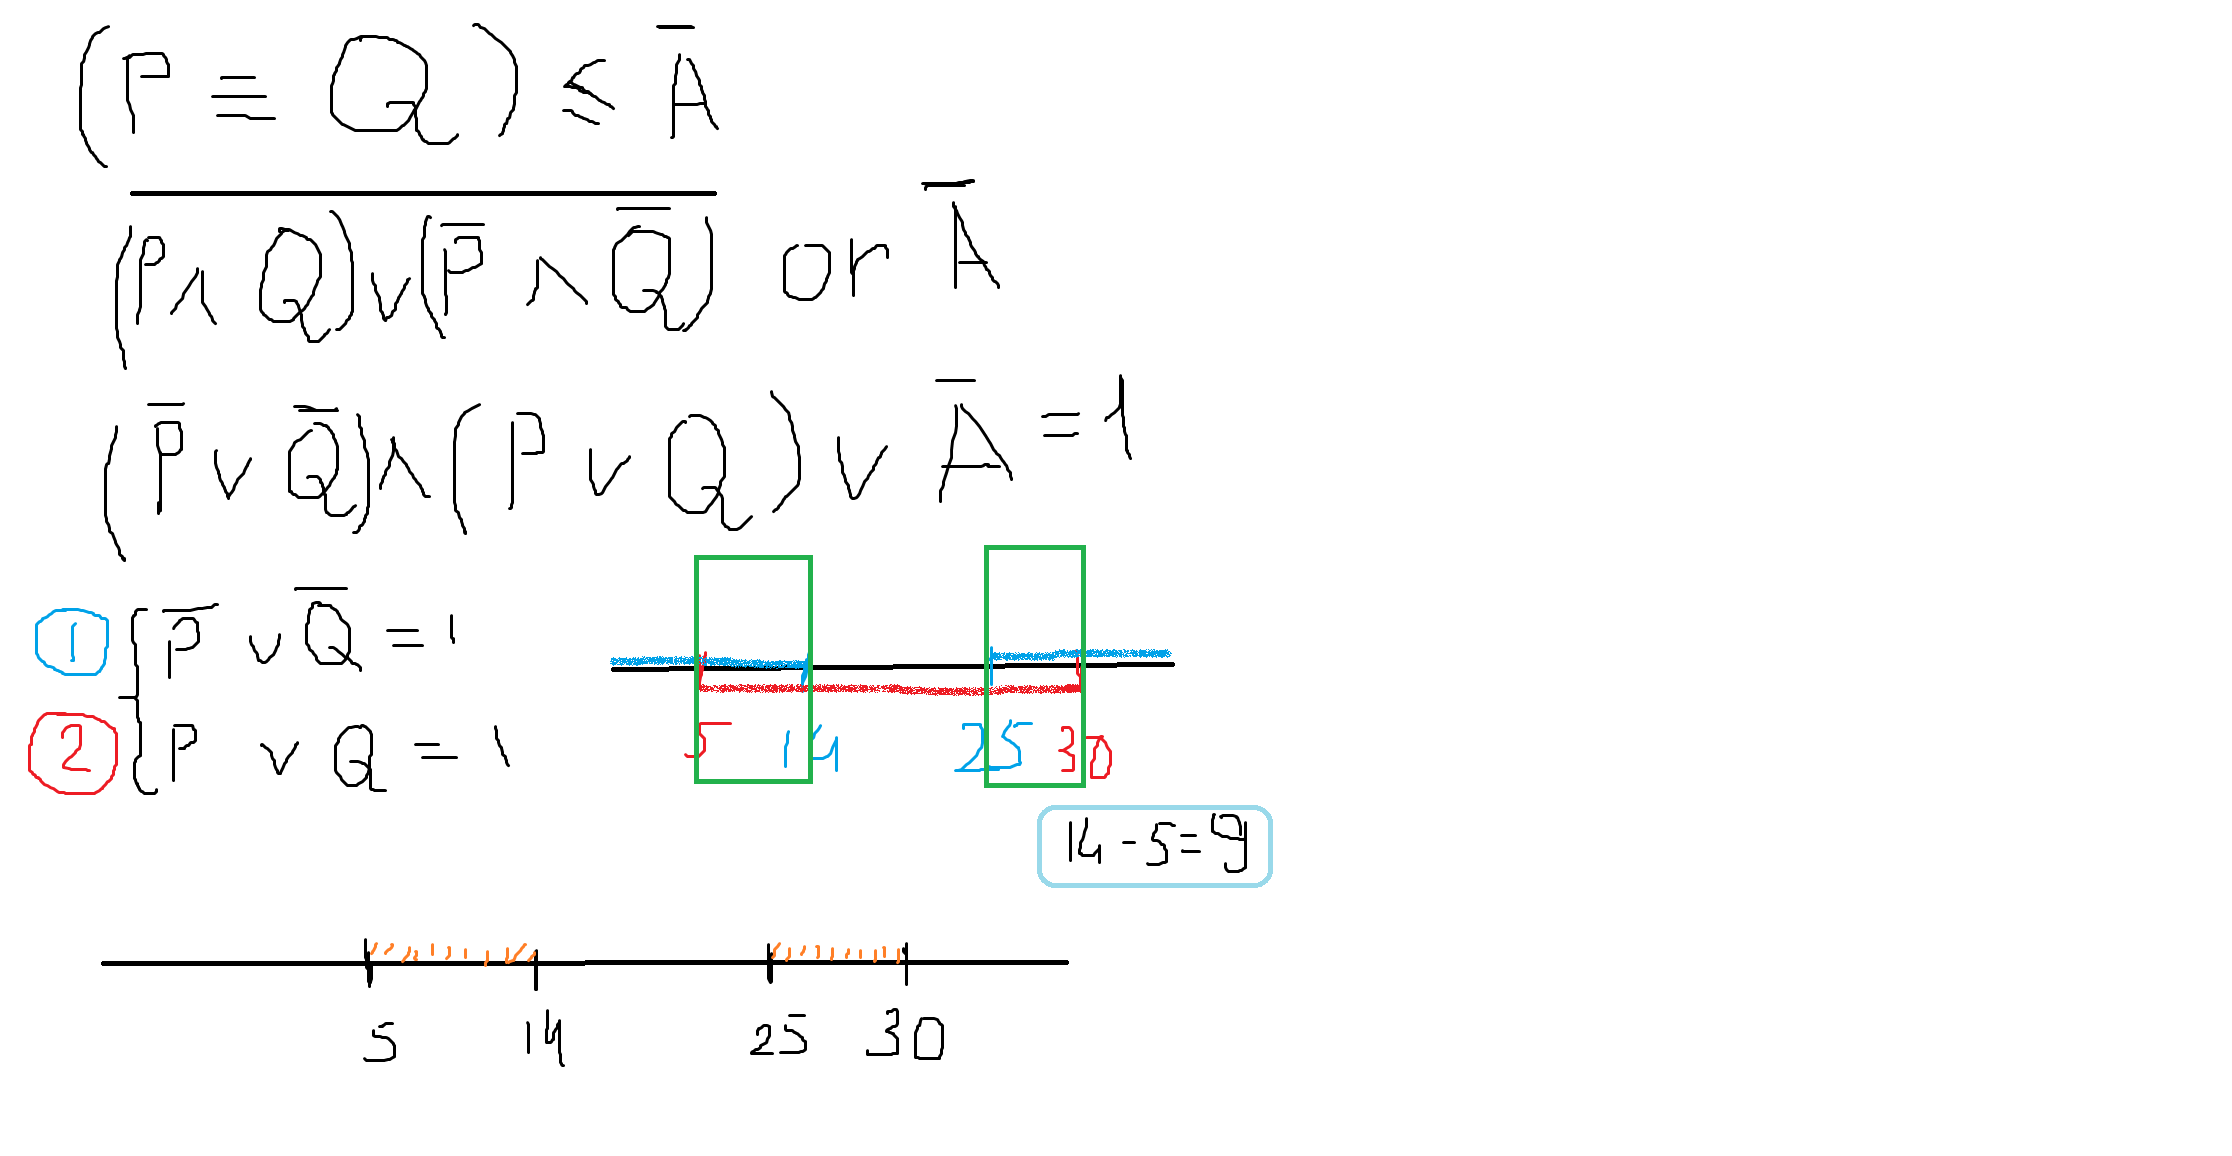 (P ≡ Q) ≤ A̅
(P ∧ Q) ∨ (P̅ ∧ Q̅) or A̅
(P̅ ∨ Q̅) ∧ (P ∨ Q) ∨ A̅ = 1
1 { P̅ ∨ Q̅ = 1
2 { P ∨ Q = 1
5 14 25 30
14 - 5 = 9
5 14 25 30